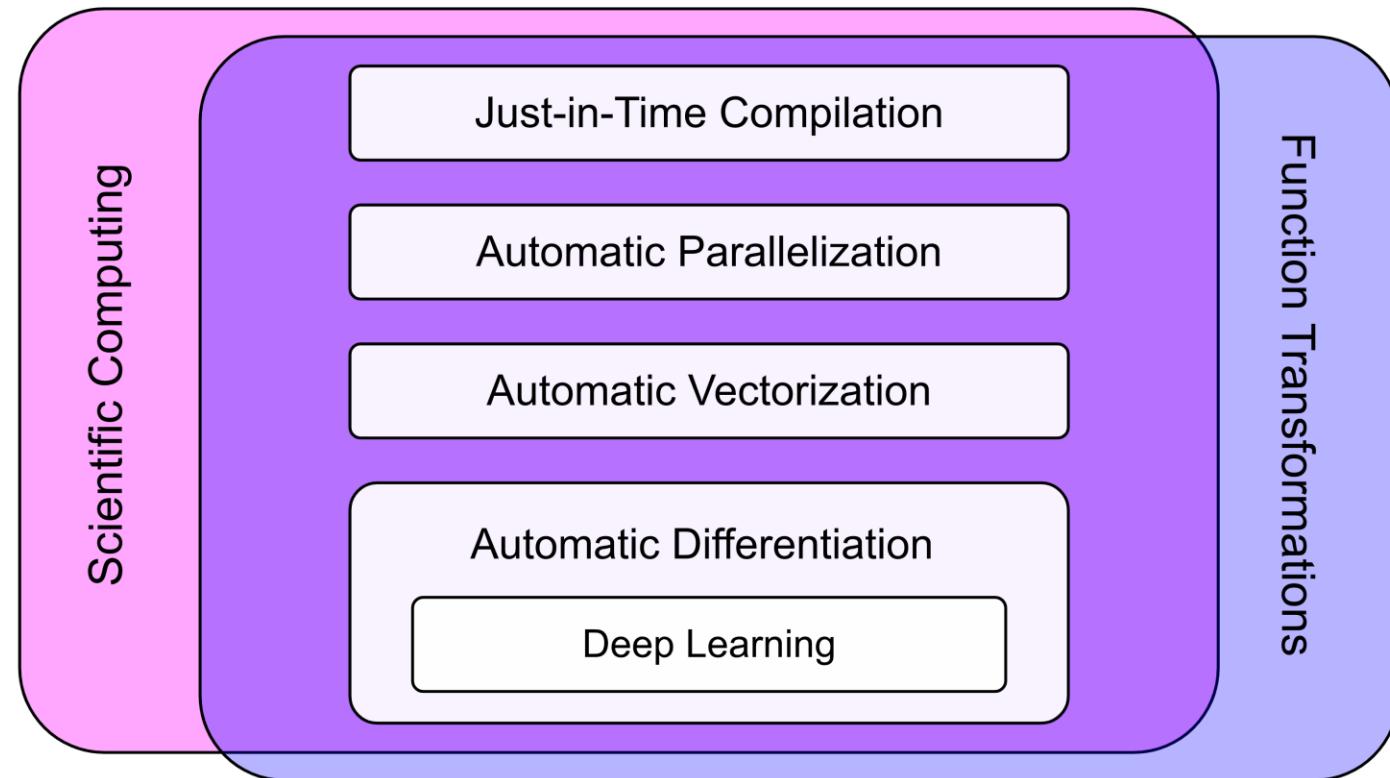 Scientific Computing
Just-in-Time Compilation
Automatic Parallelization
Automatic Vectorization
Automatic Differentiation
Deep Learning
Function Transformations